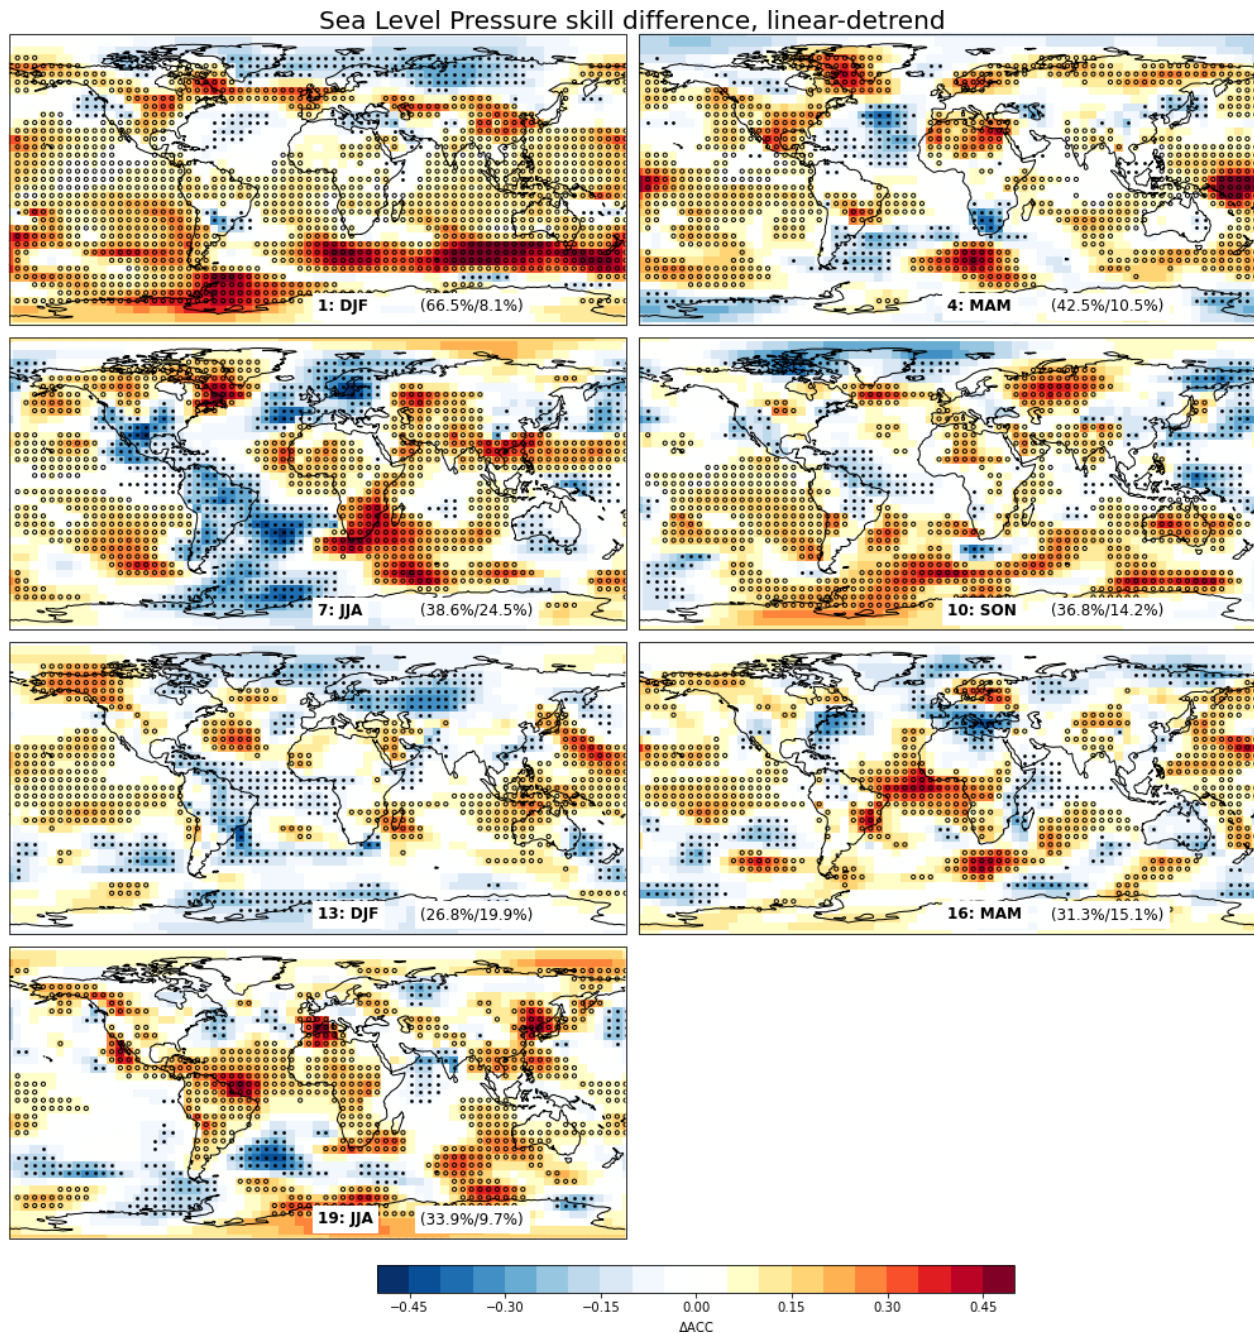 Sea Level Pressure skill difference, linear-detrend
1: DJF (66.5%/8.1%)
4: MAM (42.5%/10.5%)
7: JJA (38.6%/24.5%)
10: SON (36.8%/14.2%)
13: DJF (26.8%/19.9%)
16: MAM (31.3%/15.1%)
19: JJA (33.9%/9.7%)
−0.45 −0.30 −0.15 0.00 0.15 0.30 0.45
ΔACC